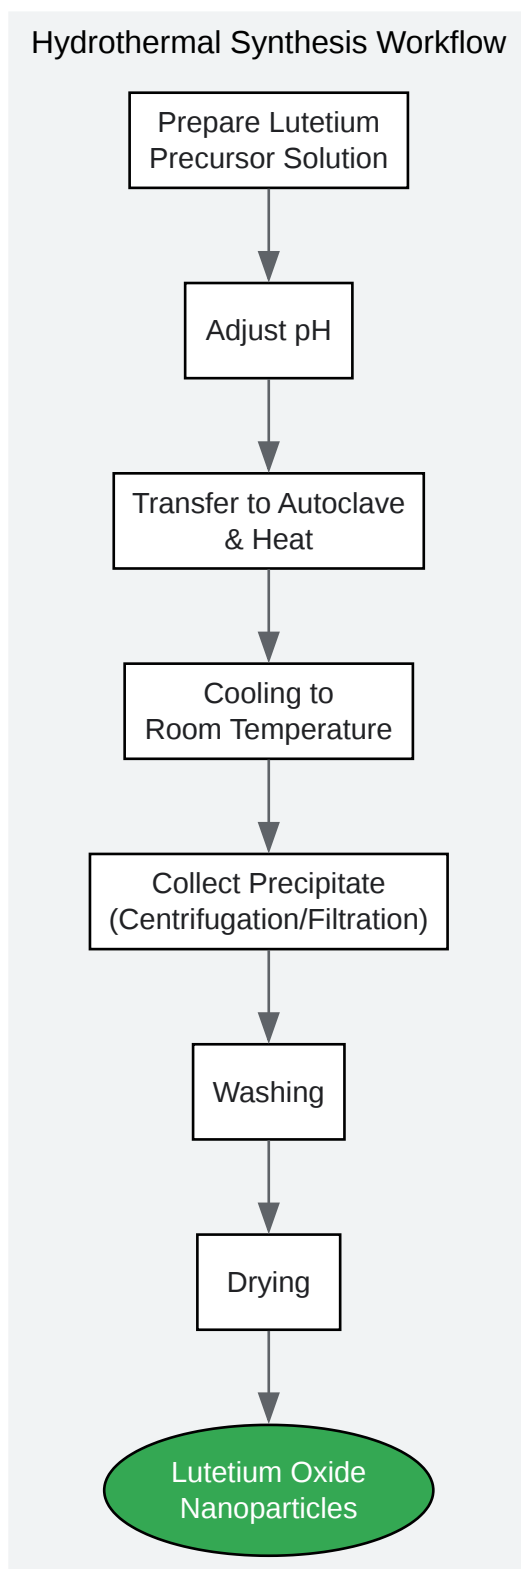 Hydrothermal Synthesis Workflow
Prepare Lutetium
Precursor Solution
Adjust pH
Transfer to Autoclave
& Heat
Cooling to
Room Temperature
Collect Precipitate
(Centrifugation/Filtration)
Washing
Drying
Lutetium Oxide
Nanoparticles